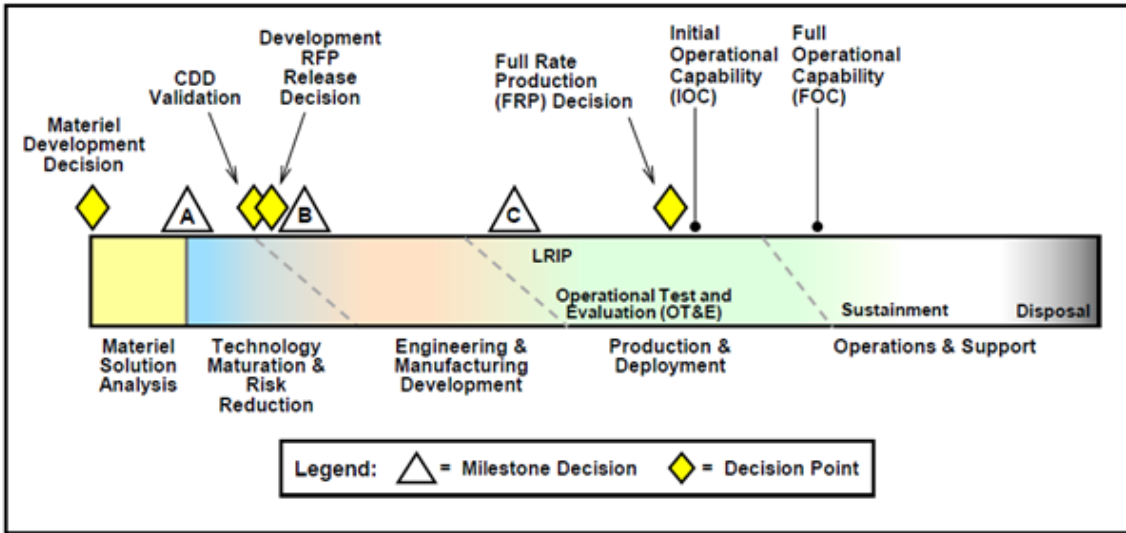 Materiel
Development
Decision
CDD
Validation
Development
RFP
Release
Decision
Full Rate
Production
(FRP) Decision
Initial
Operational
Capability
(IOC)
Full
Operational
Capability
(FOC)
A
B
C
LRIP
Operational Test and
Evaluation (OT&E)
Sustainment
Disposal
Materiel
Solution
Analysis
Technology
Maturation &
Risk
Reduction
Engineering &
Manufacturing
Development
Production &
Deployment
Operations & Support
Legend: = Milestone Decision = Decision Point